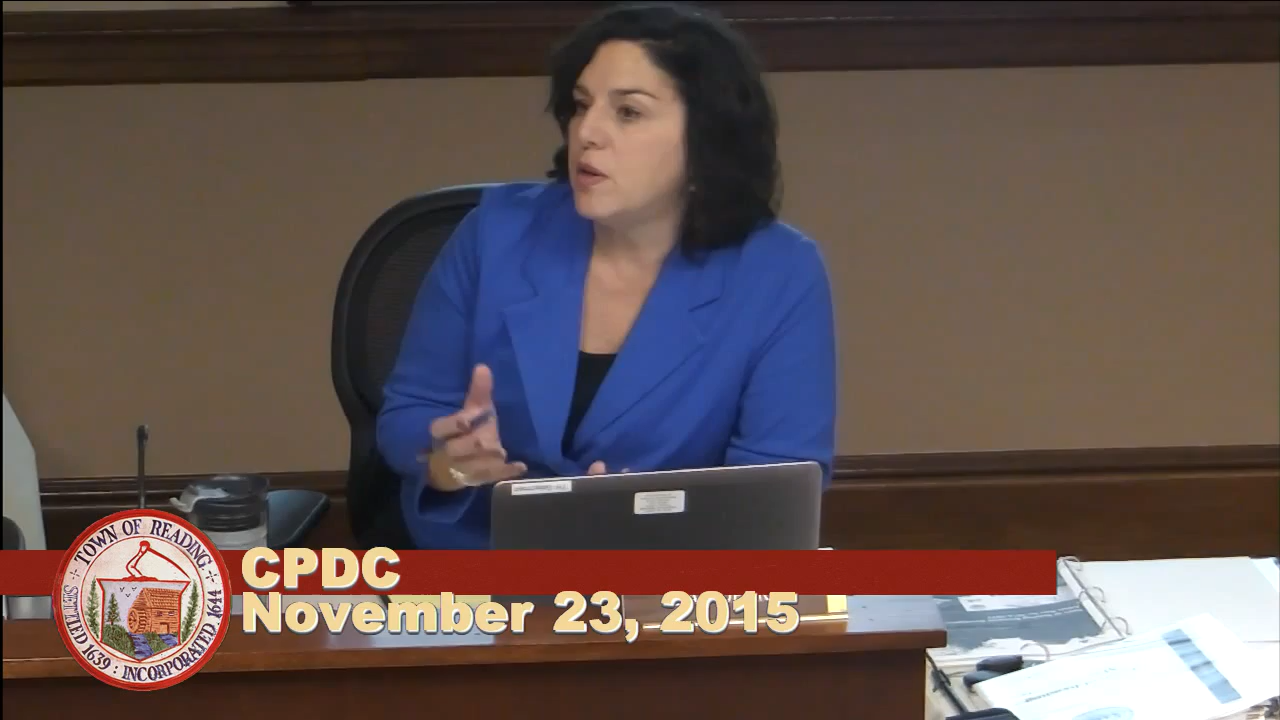 CPDC
November 23, 2015
TOWN OF READING
SETTLED 1639 : INCORPORATED 1644